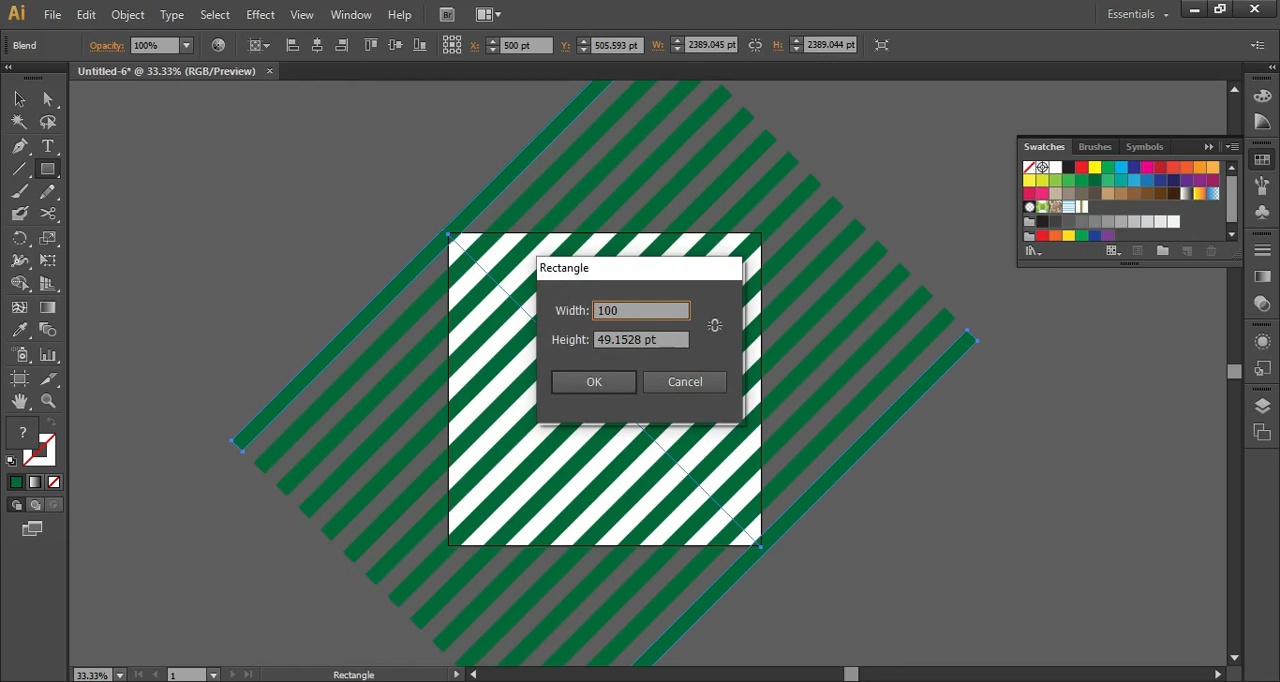 Ai File Edit Object Type Select Effect View Window Help Br Essentials
Blend Opacity: 100% X: 500 pt Y: 505.593 pt W: 2389.045 pt H: 2389.044 pt
Untitled-6* @ 33.33% (RGB/Preview) ×
Swatches Brushes Symbols
T
Rectangle
Width: 100
Height: 49.1528 pt
OK Cancel
?
33.33% 1 Rectangle